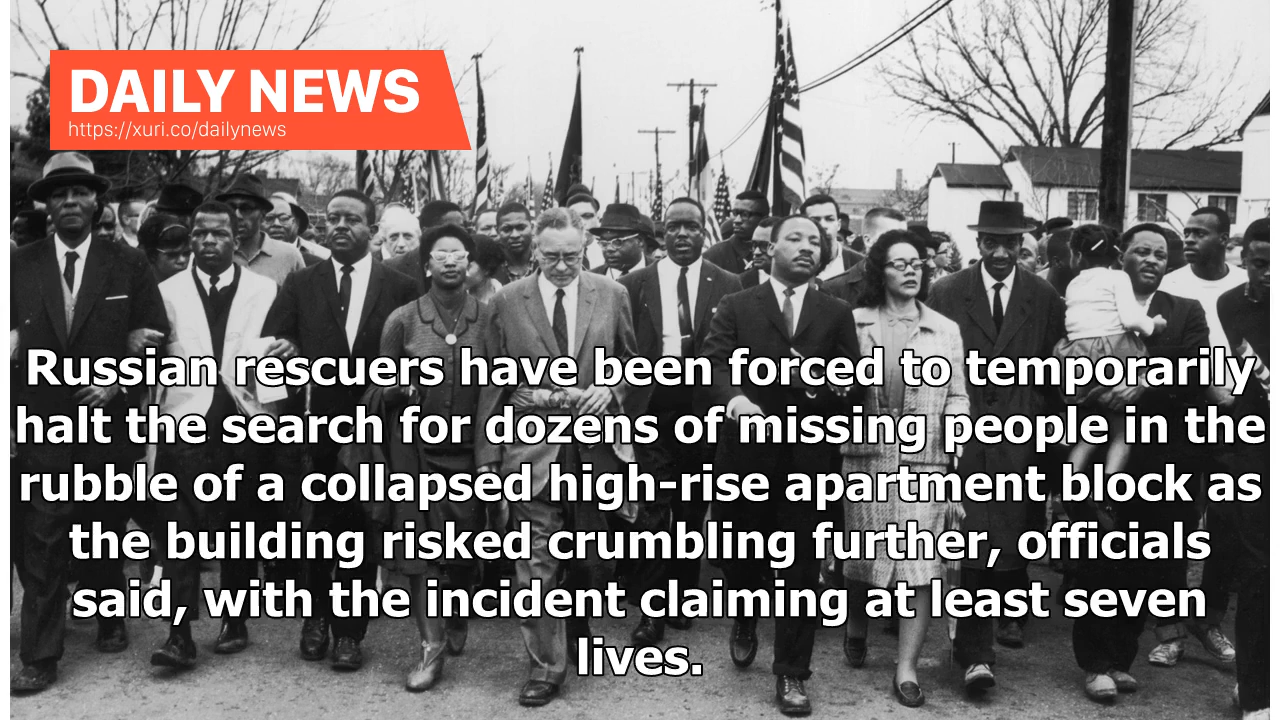 DAILY NEWS
https://xuri.co/dailynews
Russian rescuers have been forced to temporarily
halt the search for dozens of missing people in the
rubble of a collapsed high-rise apartment block as
the building risked crumbling further, officials
said, with the incident claiming at least seven
lives.